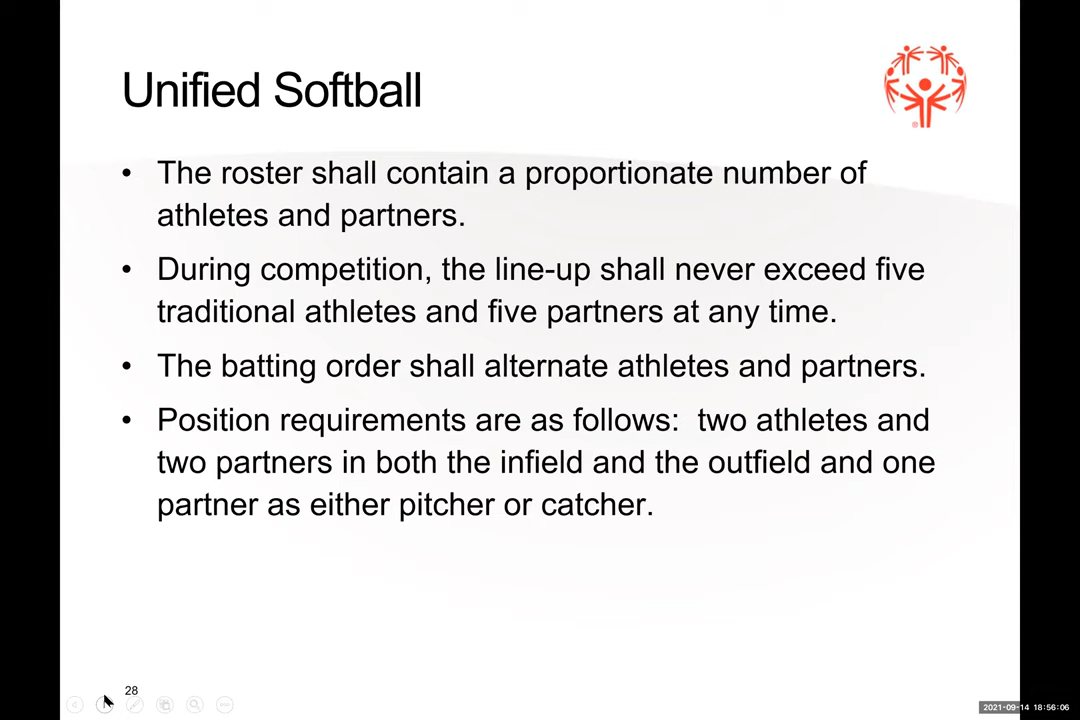 Unified Softball
• The roster shall contain a proportionate number of
athletes and partners.
• During competition, the line-up shall never exceed five
traditional athletes and five partners at any time.
• The batting order shall alternate athletes and partners.
• Position requirements are as follows:  two athletes and
two partners in both the infield and the outfield and one
partner as either pitcher or catcher.
28
2021-09-14 18:56:06